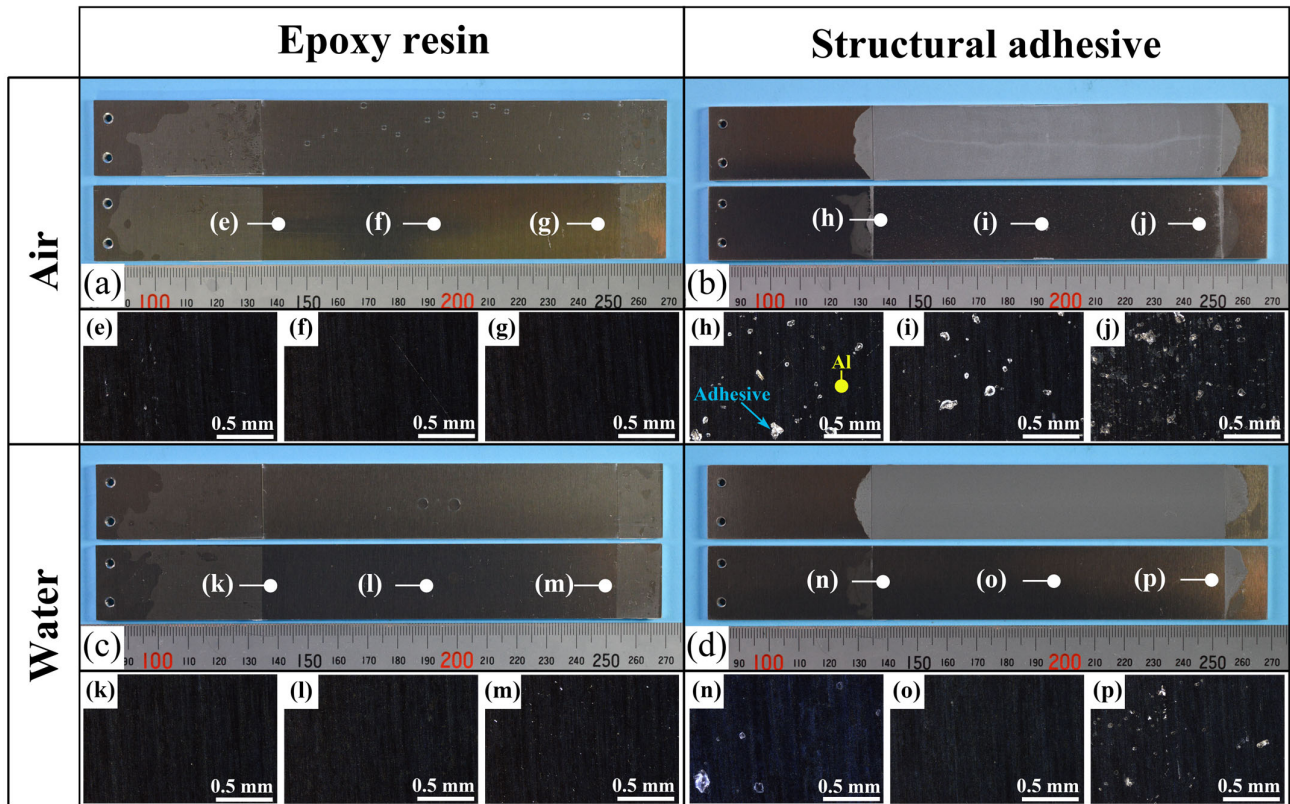 Epoxy resin
Structural adhesive
Air
(e)
(f)
(g)
(a)
0 100 150 170 180 190 200 210 220 230 240 250 260 270
(h)
(i)
(j)
(b)
90 100 110 120 130 140 150 160 170 180 190 200 210 220 230 240 250 260 270
(e)
0.5 mm
(f)
0.5 mm
(g)
0.5 mm
(h)
Al
Adhesive
0.5 mm
(i)
0.5 mm
(j)
0.5 mm
Water
(k)
(l)
(m)
(c)
90 100 110 120 130 140 150 160 170 180 190 200 210 220 230 240 250 260 270
(n)
(o)
(p)
(d)
90 100 110 120 130 140 150 160 170 180 190 200 210 220 230 240 250 260 270
(k)
0.5 mm
(l)
0.5 mm
(m)
0.5 mm
(n)
0.5 mm
(o)
0.5 mm
(p)
0.5 mm